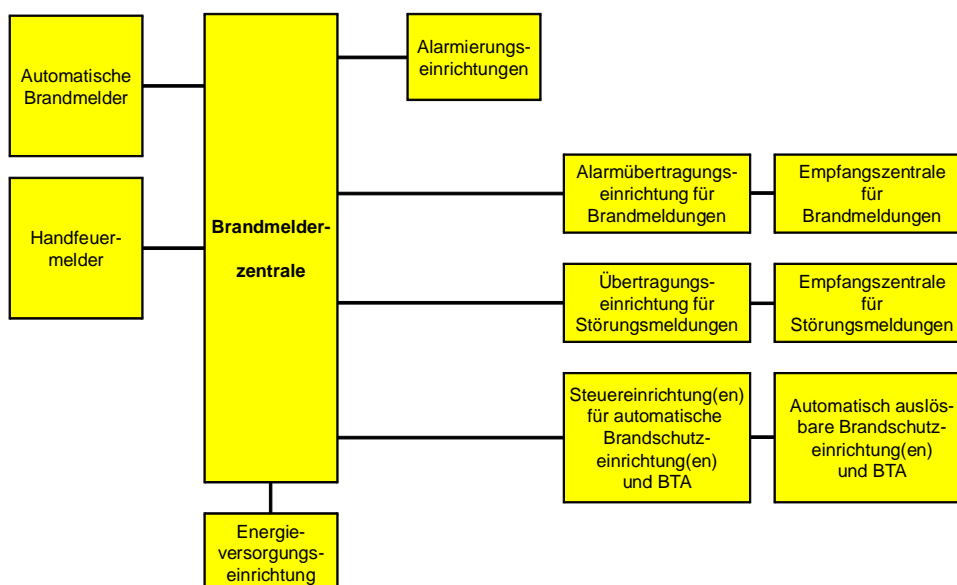 Automatische
Brandmelder
Handfeuer-
melder
Brandmelder-
zentrale
Energie-
versorgungs-
einrichtung
Alarmierungs-
einrichtungen
Alarmübertragungs-
einrichtung für
Brandmeldungen
Empfangszentrale
für
Brandmeldungen
Übertragungs-
einrichtung für
Störungsmeldungen
Empfangszentrale
für
Störungsmeldungen
Steuereinrichtung(en)
für automatische
Brandschutz-
einrichtung(en)
und BTA
Automatisch auslös-
bare Brandschutz-
einrichtung(en)
und BTA